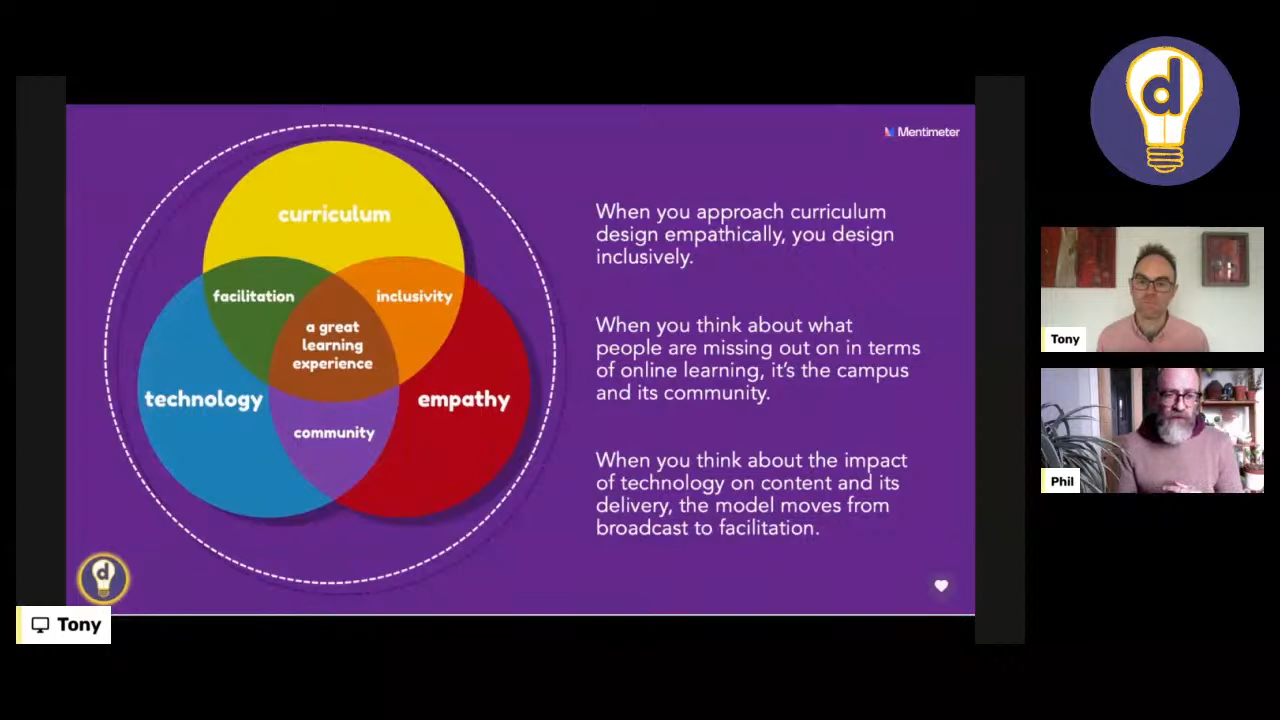 Mentimeter
curriculum
facilitation
inclusivity
a great
learning
experience
technology
empathy
community
When you approach curriculum
design empathically, you design
inclusively.
When you think about what
people are missing out on in terms
of online learning, it’s the campus
and its community.
When you think about the impact
of technology on content and its
delivery, the model moves from
broadcast to facilitation.
d
d
Tony
Tony
Phil